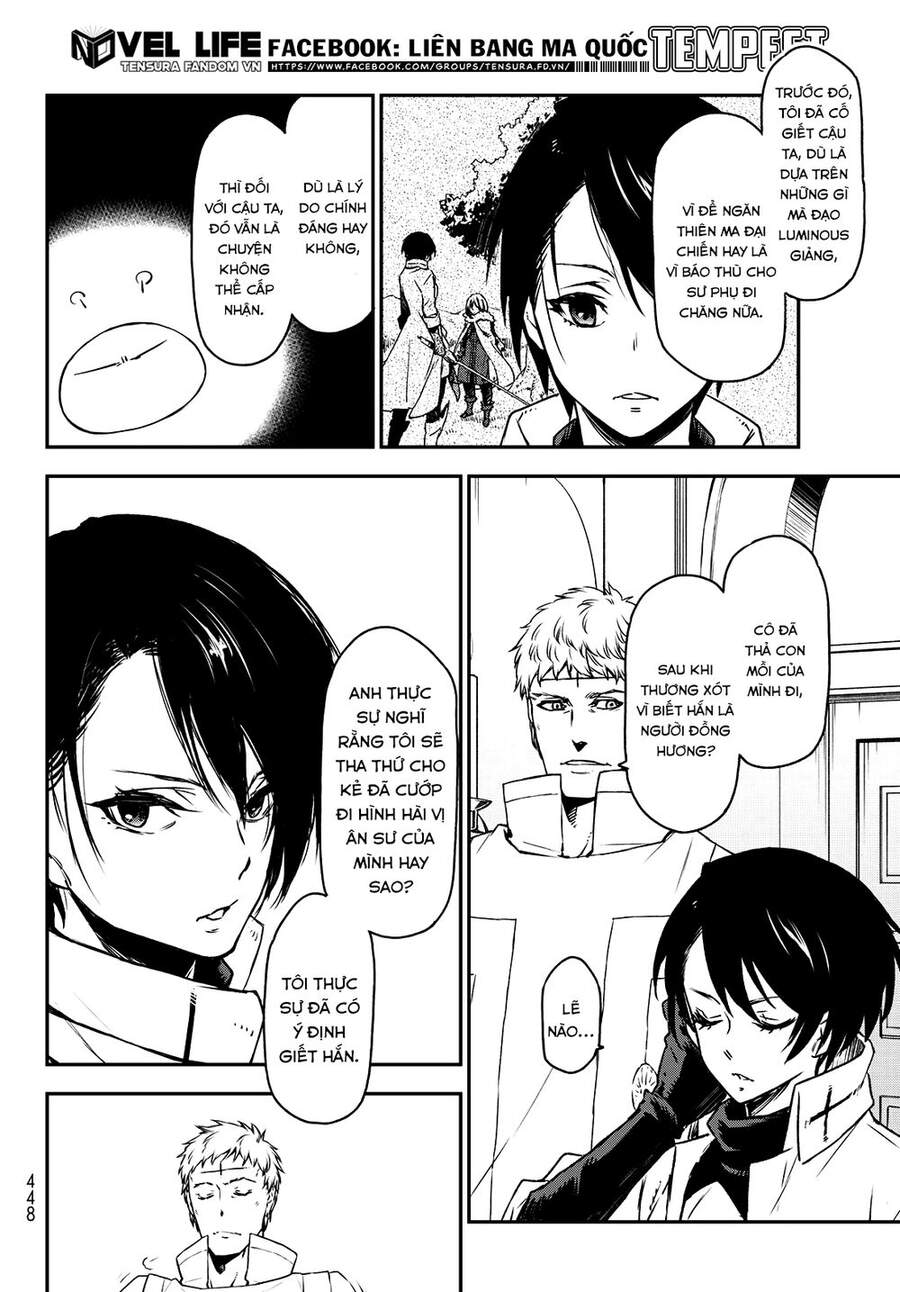 NOVEL LIFE
TENSURA FANDOM VN
FACEBOOK: LIÊN BANG MA QUỐC
HTTPS://WWW.FACEBOOK.COM/GROUPS/TENSURA.FD.VN/
TEMPEST
TRƯỚC ĐÓ,
TÔI ĐÃ CỐ
GIẾT CẬU
TA, DÙ LÀ
DỰA TRÊN
NHỮNG GÌ
MÀ ĐẠO
LUMINOUS
GIẢNG,
VÌ ĐỂ NGĂN
THIÊN MA ĐẠI
CHIẾN HAY LÀ
VÌ BÁO THÙ CHO
SƯ PHỤ ĐI
CHĂNG NỮA.
DÙ LÀ LÝ
DO CHÍNH
ĐÁNG HAY
KHÔNG,
THÌ ĐỐI
VỚI CẬU TA,
ĐÓ VẪN LÀ
CHUYỆN
KHÔNG
THỂ CẤP
NHẬN.
CÔ ĐÃ
THẢ CON
MỒI CỦA
MÌNH ĐI,
SAU KHI
THƯƠNG XÓT
VÌ BIẾT HẮN LÀ
NGƯỜI ĐỒNG
HƯƠNG?
LẼ
NÀO...
ANH THỰC
SỰ NGHĨ
RẰNG TÔI SẼ
THA THỨ CHO
KẺ ĐÃ CƯỚP
ĐI HÌNH HÀI VỊ
ÂN SƯ CỦA
MÌNH HAY
SAO?
TÔI THỰC
SỰ ĐÃ CÓ
Ý ĐỊNH
GIẾT HẮN.
448